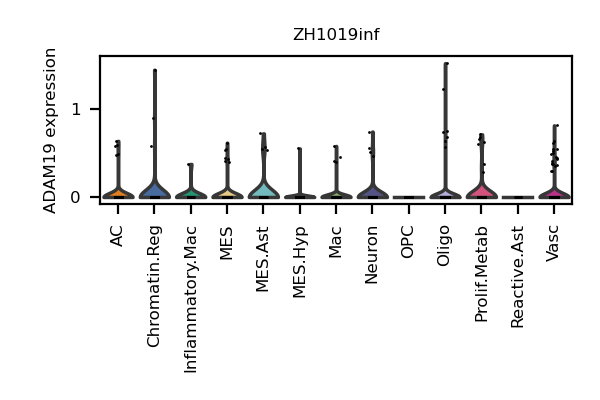 ZH1019inf
ADAM19 expression
1
0
AC
Chromatin.Reg
Inflammatory.Mac
MES
MES.Ast
MES.Hyp
Mac
Neuron
OPC
Oligo
Prolif.Metab
Reactive.Ast
Vasc